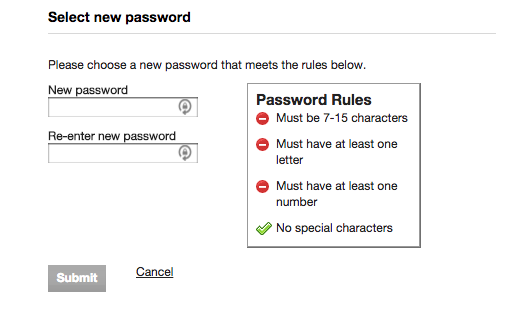 Select new password
Please choose a new password that meets the rules below.
New password
Re-enter new password
Password Rules
Must be 7-15 characters
Must have at least one
letter
Must have at least one
number
No special characters
Submit
Cancel